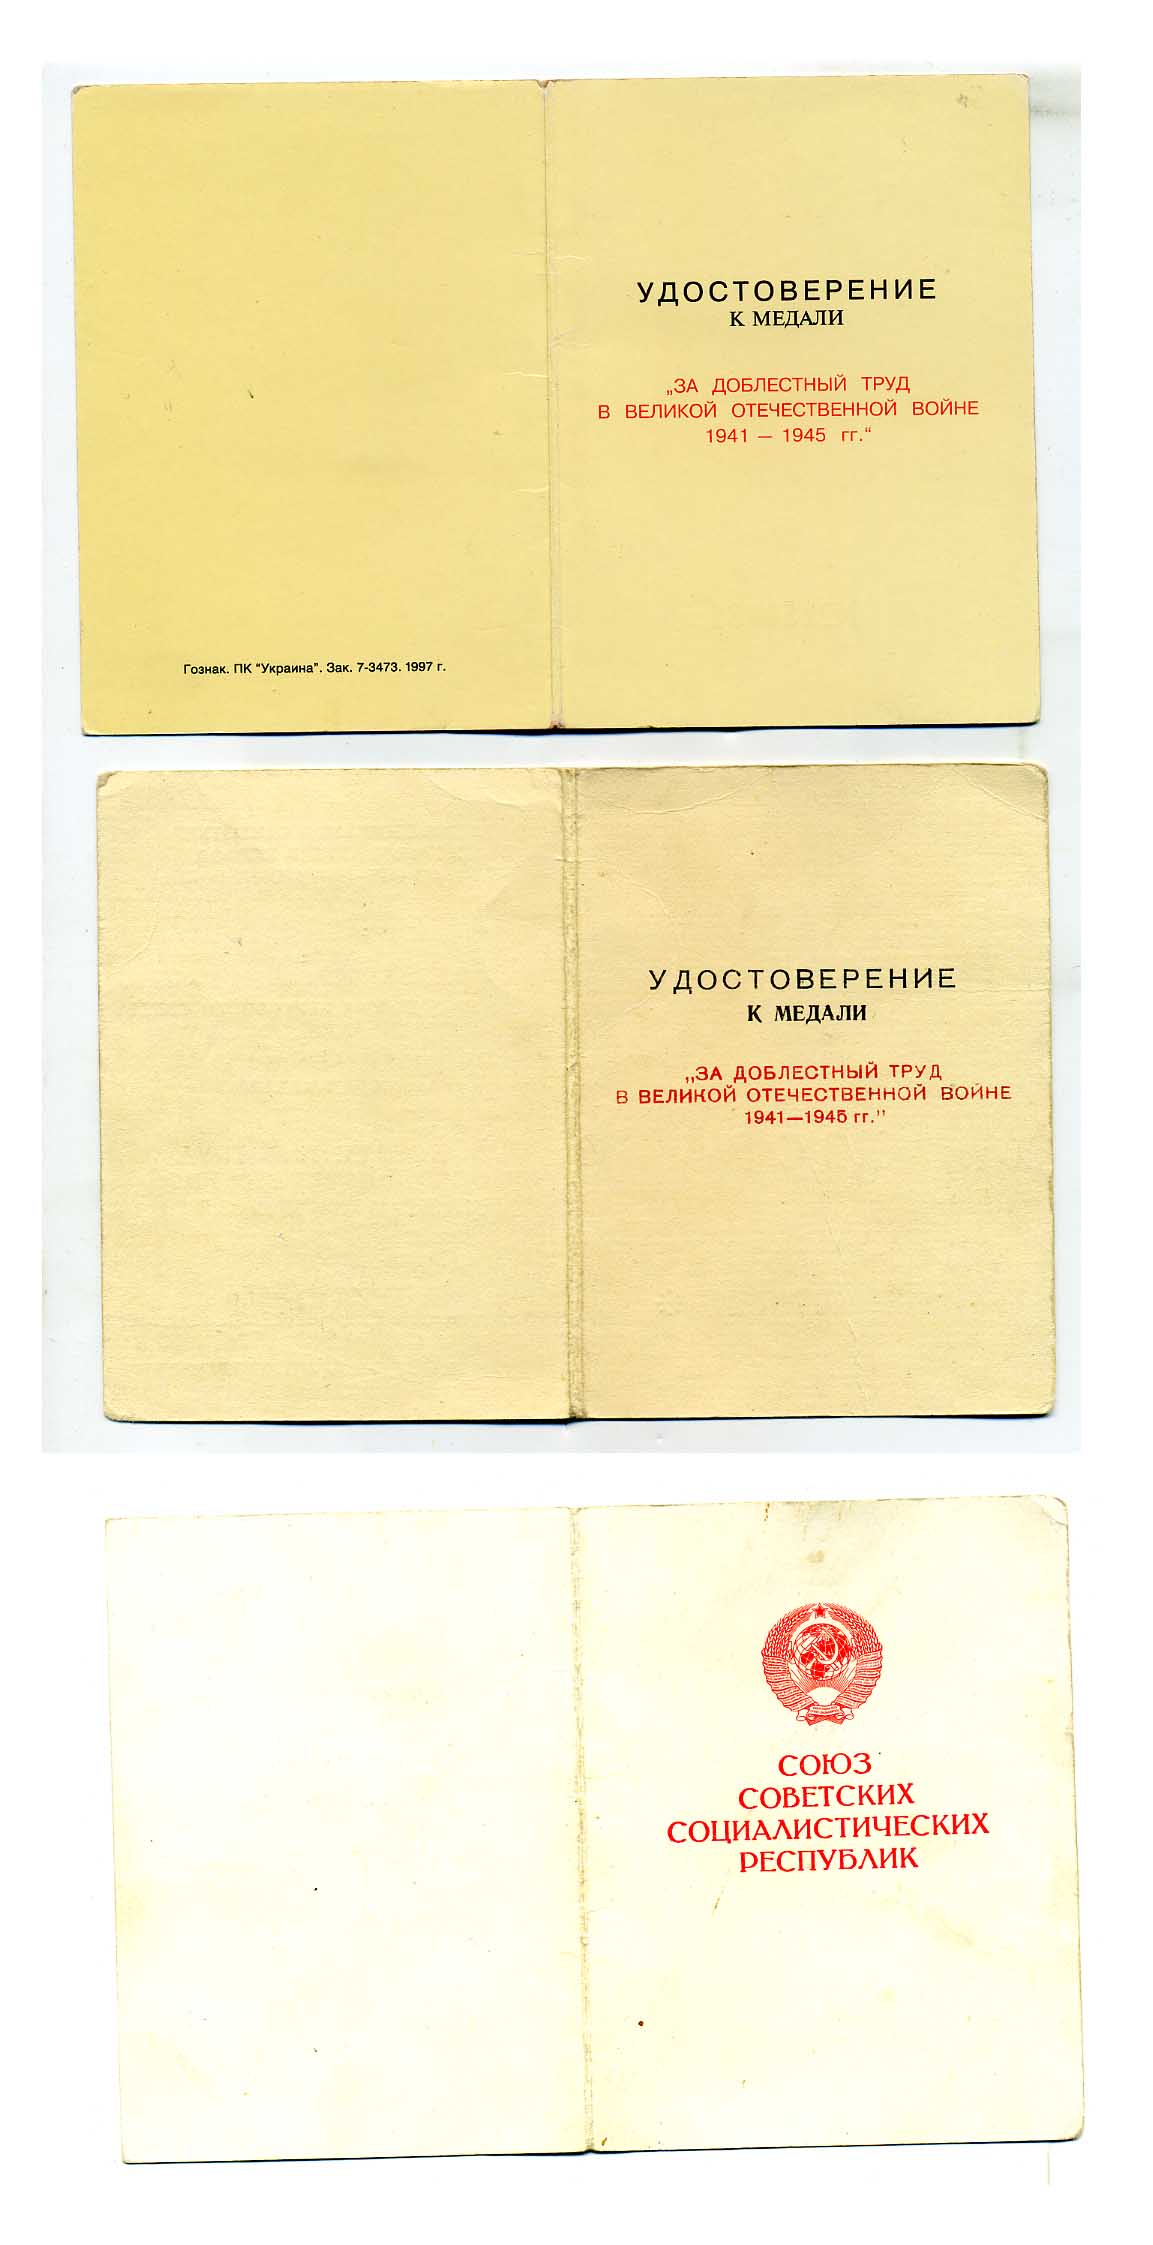 УДОСТОВЕРЕНИЕ
К МЕДАЛИ
„ЗА ДОБЛЕСТНЫЙ ТРУД
В ВЕЛИКОЙ ОТЕЧЕСТВЕННОЙ ВОЙНЕ
1941 — 1945 гг.“
Гознак. ПК "Украина". Зак. 7-3473. 1997 г.
УДОСТОВЕРЕНИЕ
К МЕДАЛИ
„ЗА ДОБЛЕСТНЫЙ ТРУД
В ВЕЛИКОЙ ОТЕЧЕСТВЕННОЙ ВОЙНЕ
1941—1945 гг.”
СОЮЗ
СОВЕТСКИХ
СОЦИАЛИСТИЧЕСКИХ
РЕСПУБЛИК